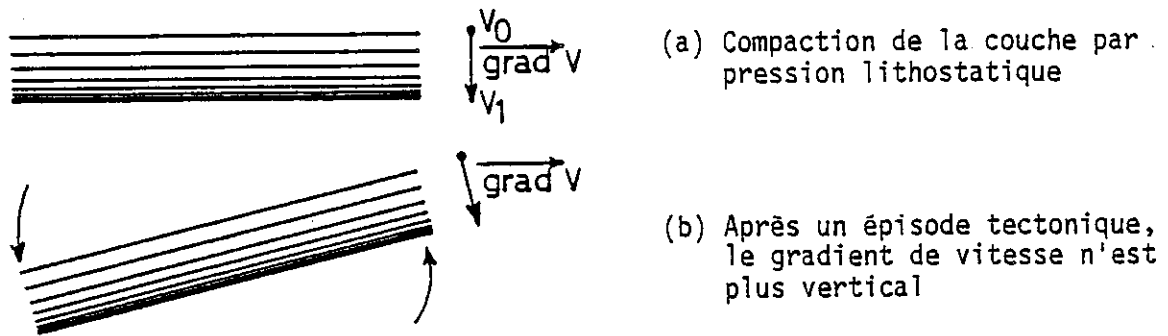 V0
grad V
V1
(a) Compaction de la couche par
pression lithostatique
grad V
(b) Après un épisode tectonique,
le gradient de vitesse n'est
plus vertical